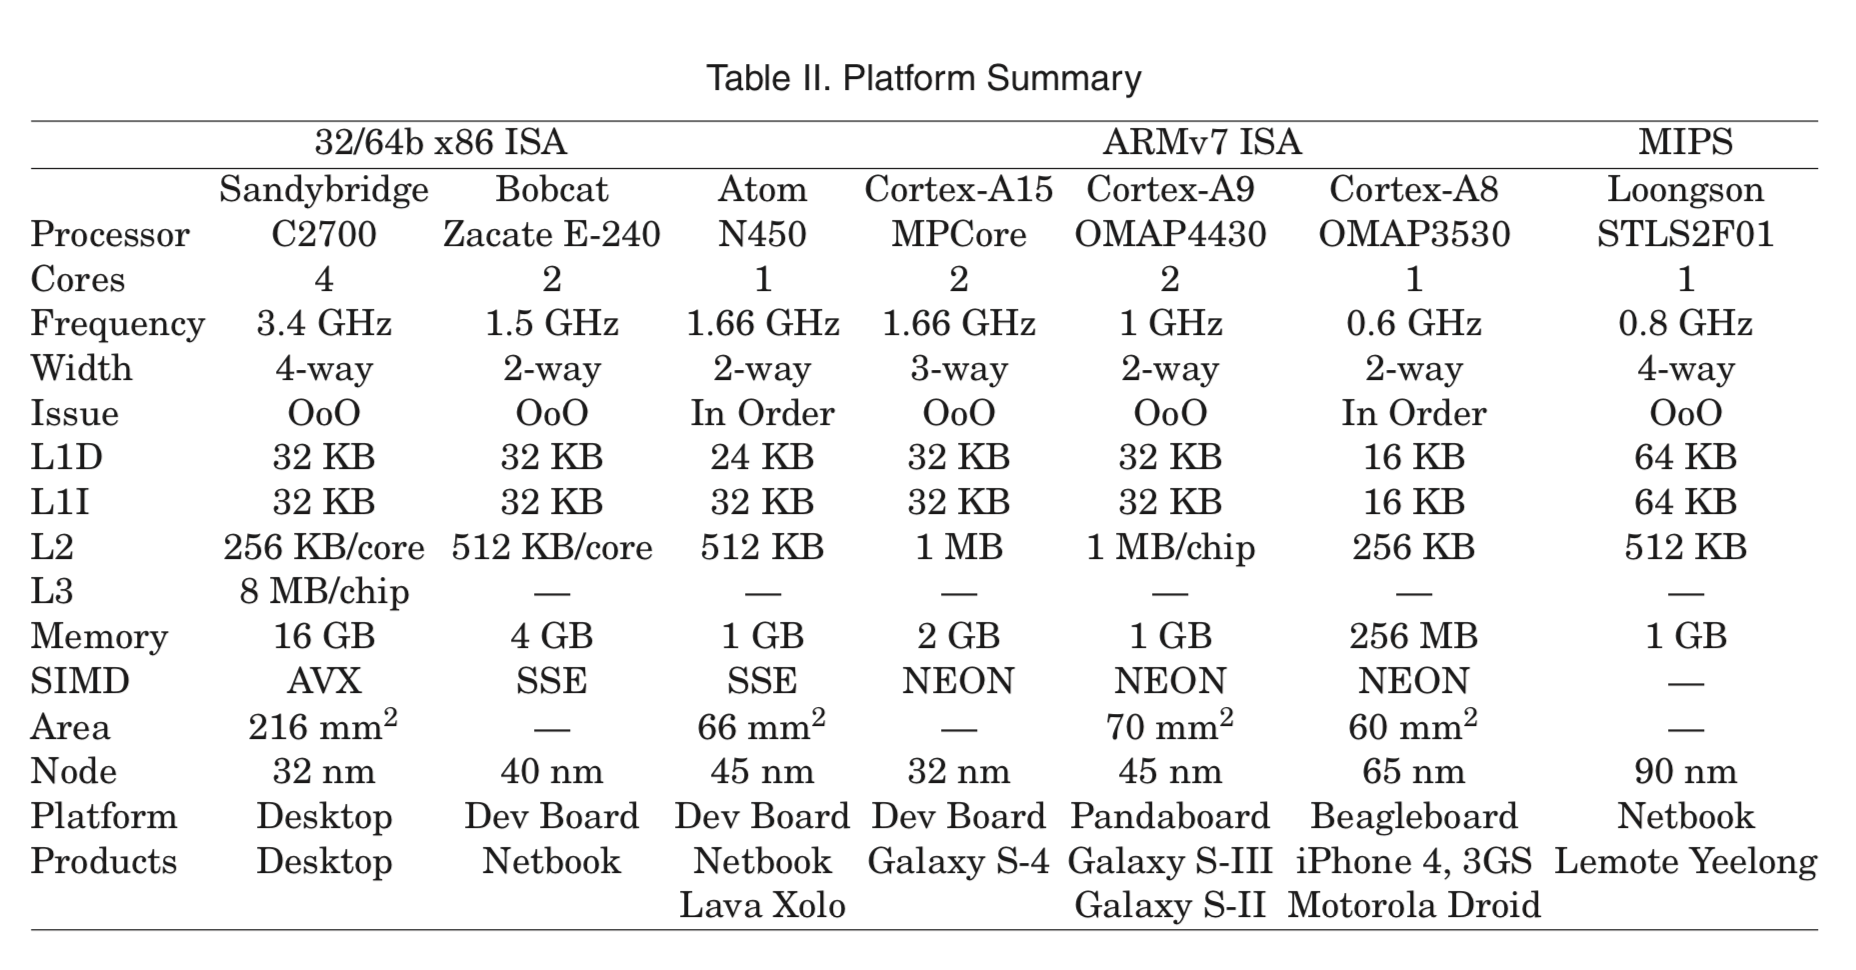 Table II. Platform Summary
32/64b x86 ISA ARMv7 ISA MIPS
Sandybridge Bobcat Atom Cortex-A15 Cortex-A9 Cortex-A8 Loongson
Processor C2700 Zacate E-240 N450 MPCore OMAP4430 OMAP3530 STLS2F01
Cores 4 2 1 2 2 1 1
Frequency 3.4 GHz 1.5 GHz 1.66 GHz 1.66 GHz 1 GHz 0.6 GHz 0.8 GHz
Width 4-way 2-way 2-way 3-way 2-way 2-way 4-way
Issue OoO OoO In Order OoO OoO In Order OoO
L1D 32 KB 32 KB 24 KB 32 KB 32 KB 16 KB 64 KB
L1I 32 KB 32 KB 32 KB 32 KB 32 KB 16 KB 64 KB
L2 256 KB/core 512 KB/core 512 KB 1 MB 1 MB/chip 256 KB 512 KB
L3 8 MB/chip — — — — — —
Memory 16 GB 4 GB 1 GB 2 GB 1 GB 256 MB 1 GB
SIMD AVX SSE SSE NEON NEON NEON —
Area 216 mm² — 66 mm² — 70 mm² 60 mm² —
Node 32 nm 40 nm 45 nm 32 nm 45 nm 65 nm 90 nm
Platform Desktop Dev Board Dev Board Dev Board Pandaboard Beagleboard Netbook
Products Desktop Netbook Netbook Galaxy S-4 Galaxy S-III iPhone 4, 3GS Lemote Yeelong
Lava Xolo Galaxy S-II Motorola Droid